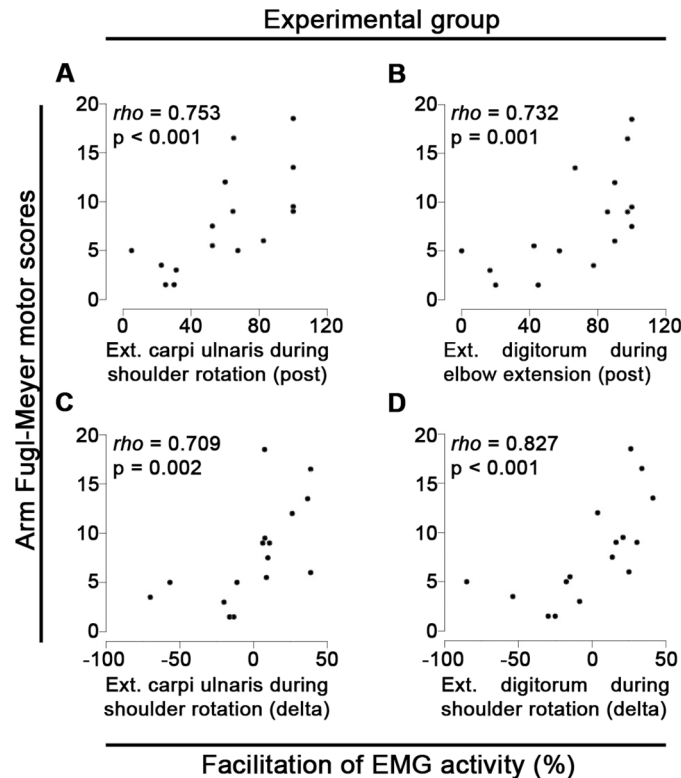 Experimental group
A
B
Arm Fugl-Meyer motor scores
rho = 0.753
p < 0.001
20
15
10
5
0
0 40 80 120
Ext. carpi ulnaris during
shoulder rotation (post)
rho = 0.732
p = 0.001
20
15
10
5
0
0 40 80 120
Ext. digitorum during
elbow extension (post)
C
D
rho = 0.709
p = 0.002
20
15
10
5
0
-100 -50 0 50
Ext. carpi ulnaris during
shoulder rotation (delta)
rho = 0.827
p < 0.001
20
15
10
5
0
-100 -50 0 50
Ext. digitorum during
shoulder rotation (delta)
Facilitation of EMG activity (%)